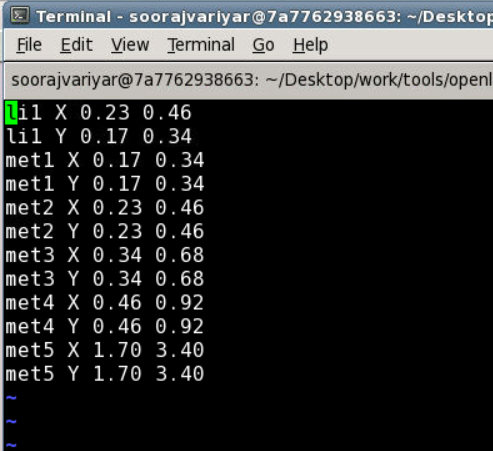 Terminal - soorajvariyar@7a7762938663: ~/Desktop
File Edit View Terminal Go Help
soorajvariyar@7a7762938663: ~/Desktop/work/tools/openl
li1 X 0.23 0.46
li1 Y 0.17 0.34
met1 X 0.17 0.34
met1 Y 0.17 0.34
met2 X 0.23 0.46
met2 Y 0.23 0.46
met3 X 0.34 0.68
met3 Y 0.34 0.68
met4 X 0.46 0.92
met4 Y 0.46 0.92
met5 X 1.70 3.40
met5 Y 1.70 3.40
~
~
~